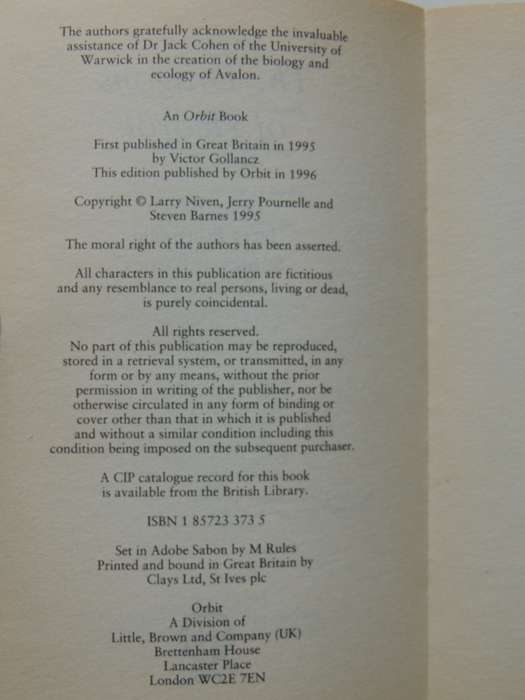 The authors gratefully acknowledge the invaluable
assistance of Dr Jack Cohen of the University of
Warwick in the creation of the biology and
ecology of Avalon.
An Orbit Book
First published in Great Britain in 1995
by Victor Gollancz
This edition published by Orbit in 1996
Copyright © Larry Niven, Jerry Pournelle and
Steven Barnes 1995
The moral right of the authors has been asserted.
All characters in this publication are fictitious
and any resemblance to real persons, living or dead,
is purely coincidental.
All rights reserved.
No part of this publication may be reproduced,
stored in a retrieval system, or transmitted, in any
form or by any means, without the prior
permission in writing of the publisher, nor be
otherwise circulated in any form of binding or
cover other than that in which it is published
and without a similar condition including this
condition being imposed on the subsequent purchaser.
A CIP catalogue record for this book
is available from the British Library.
ISBN 1 85723 373 5
Set in Adobe Sabon by M Rules
Printed and bound in Great Britain by
Clays Ltd, St Ives plc
Orbit
A Division of
Little, Brown and Company (UK)
Brettenham House
Lancaster Place
London WC2E 7EN